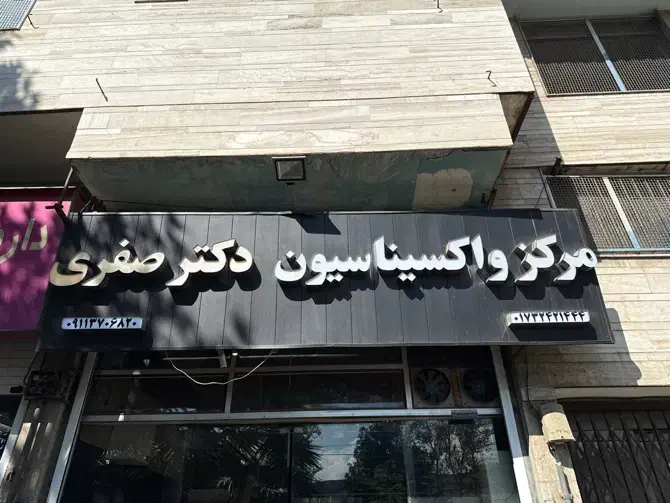 مرکز واکسیناسیون دکتر صفری
۰۱۷۳۲۴۲۱۴۴۴
۰۹۱۱۳۷۰۶۸۲۰